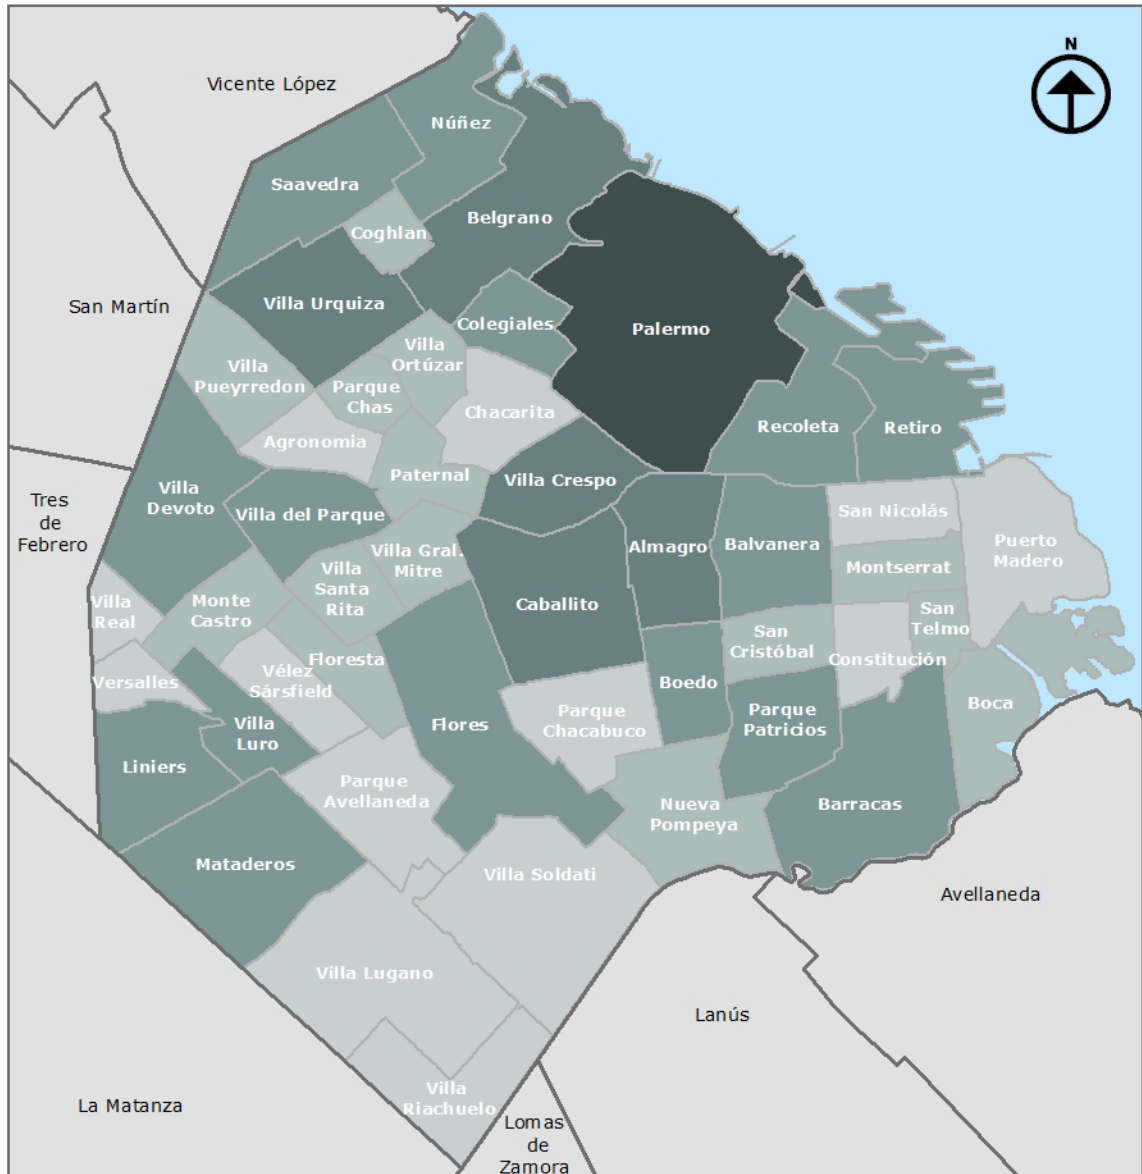 N
Vicente López
Núñez
Saavedra
Belgrano
Coghlan
Villa Urquiza
San Martín
Colegiales
Palermo
Villa
Ortúzar
Villa
Pueyrredon
Parque
Chas
Chacarita
Agronomia
Recoleta
Retiro
Paternal
Villa Crespo
Villa
Devoto
Tres
de
Febrero
Villa del Parque
San Nicolás
Almagro
Balvanera
Puerto
Madero
Villa Gral.
Mitre
Montserrat
Villa
Santa
Rita
Caballito
Villa
Real
Monte
Castro
San
Telmo
San
Cristóbal
Constitución
Floresta
Vélez
Sársfield
Versalles
Boedo
Boca
Villa
Luro
Flores
Parque
Chacabuco
Parque
Patricios
Liniers
Parque
Avellaneda
Nueva
Pompeya
Barracas
Mataderos
Villa Soldati
Avellaneda
Villa Lugano
Lanús
Villa
Riachuelo
La Matanza
Lomas
de
Zamora